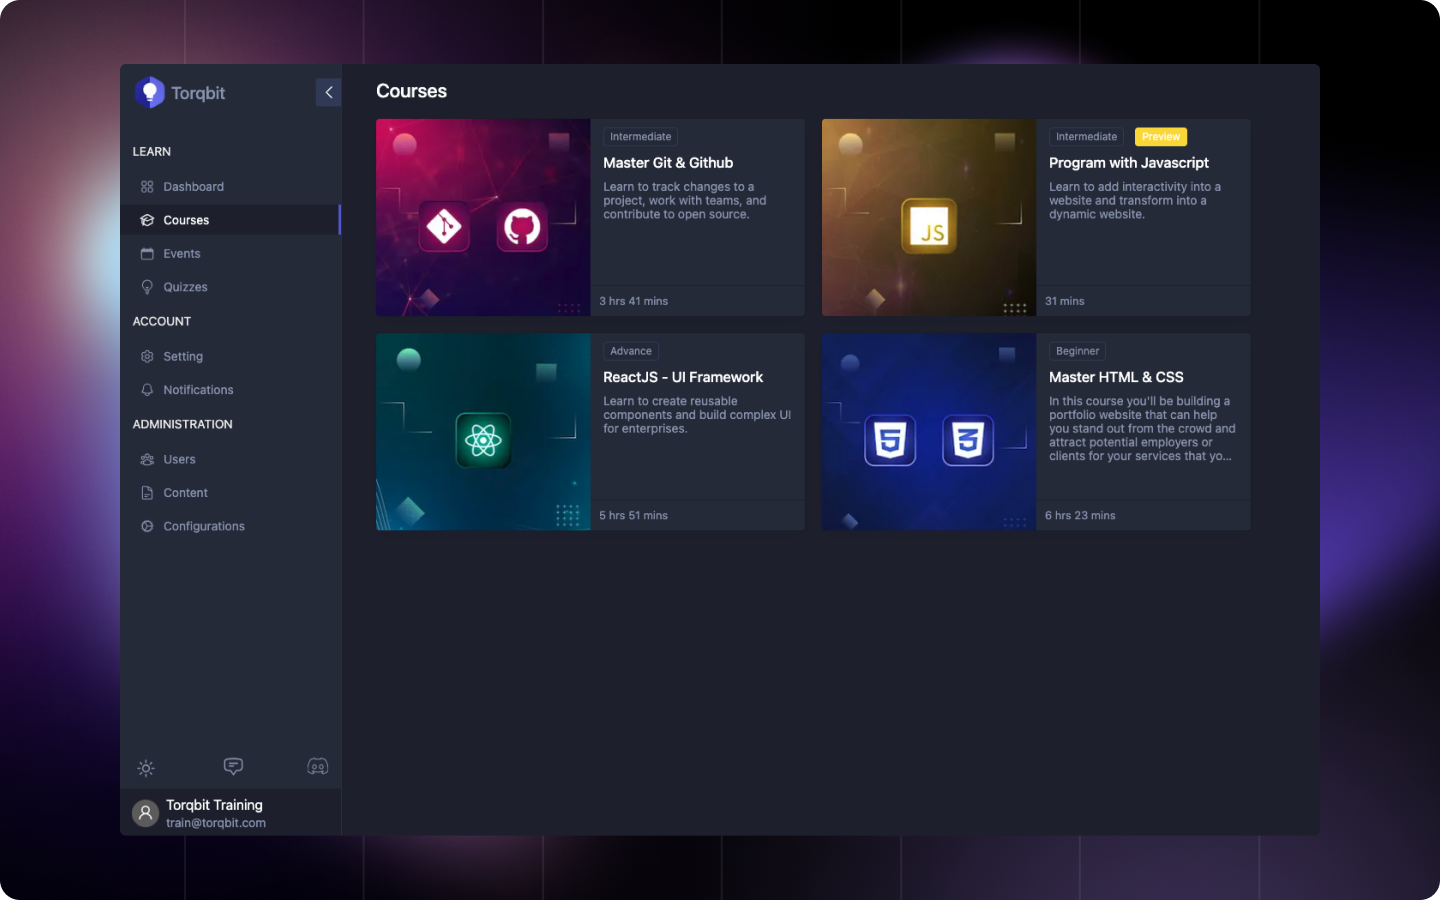 Torqbit
LEARN
Dashboard
Courses
Events
Quizzes
ACCOUNT
Setting
Notifications
ADMINISTRATION
Users
Content
Configurations
Torqbit Training
train@torqbit.com
Courses
Intermediate
Master Git & Github
Learn to track changes to a
project, work with teams, and
contribute to open source.
3 hrs 41 mins
Intermediate Preview
Program with Javascript
Learn to add interactivity into a
website and transform into a
dynamic website.
31 mins
JS
Advance
ReactJS - UI Framework
Learn to create reusable
components and build complex UI
for enterprises.
5 hrs 51 mins
5
3
Beginner
Master HTML & CSS
In this course you'll be building a
portfolio website that can help
you stand out from the crowd and
attract potential employers or
clients for your services that yo...
6 hrs 23 mins